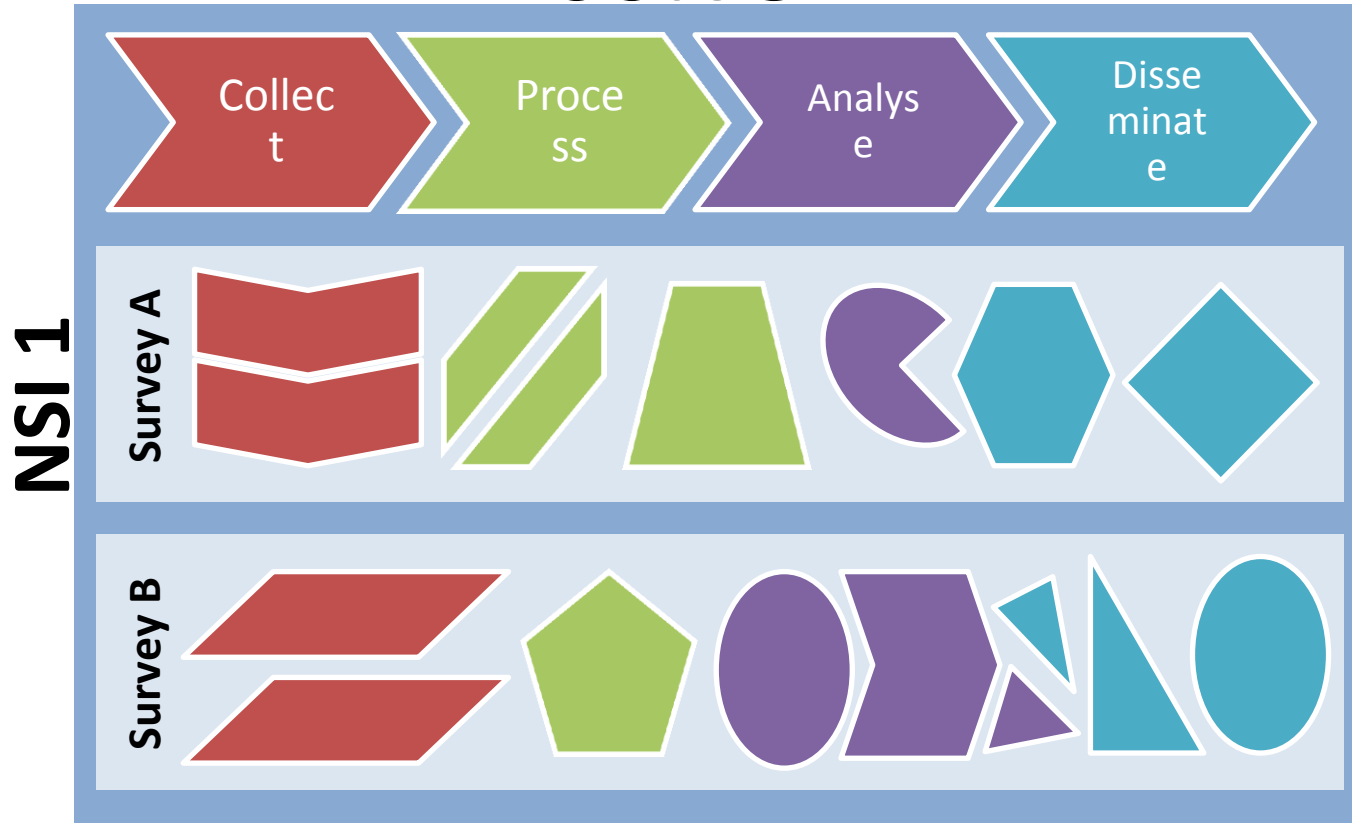 Collec
t
Proce
ss
Analys
e
Disse
minat
e
NSI 1
Survey A
Survey B